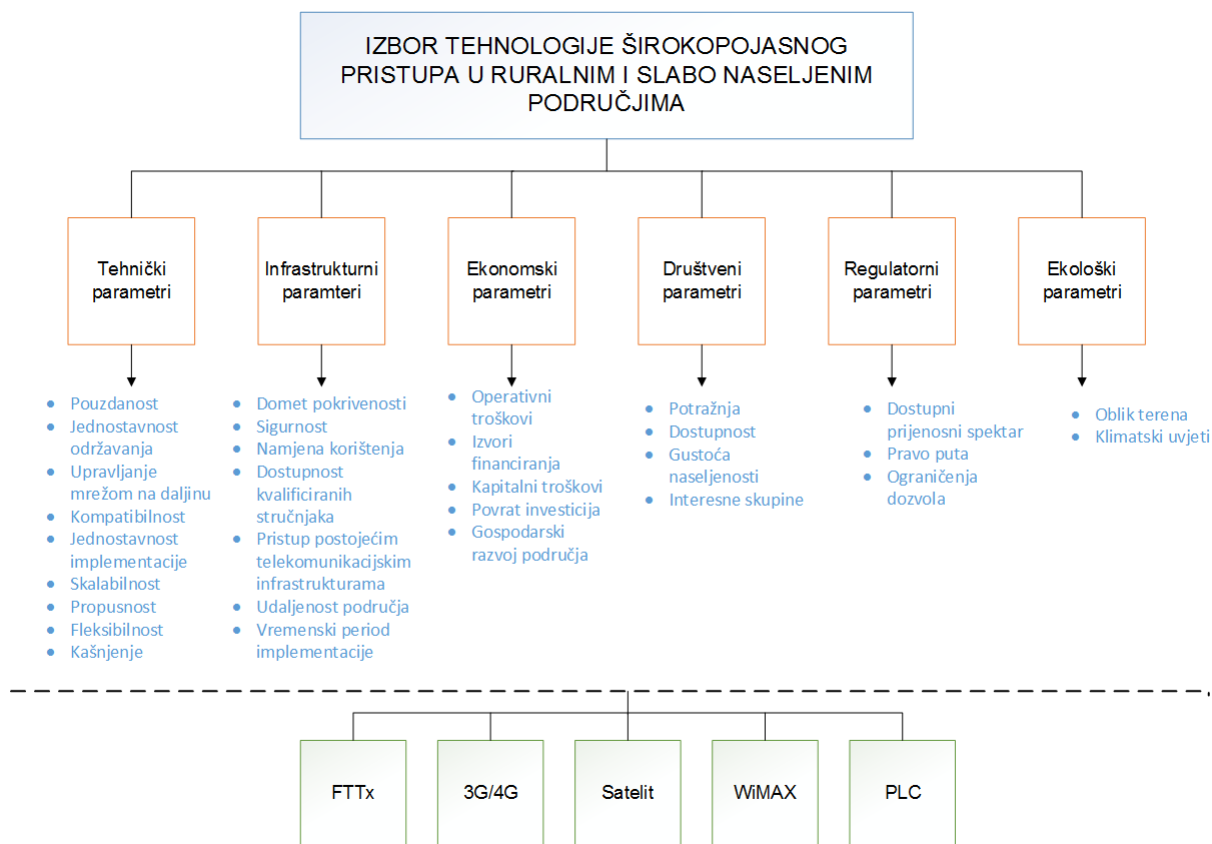 IZBOR TEHNOLOGIJE ŠIROKOPOJASNOG
PRISTUPA U RURALNIM I SLABO NASELJENIM
PODRUČJIMA
Tehnički
parametri
Infrastrukturni
paramteri
Ekonomski
parametri
Društveni
parametri
Regulatorni
parametri
Ekološki
parametri
● Pouzdanost
● Jednostavnost
održavanja
● Upravljanje
mrežom na daljinu
● Kompatibilnost
● Jednostavnost
implementacije
● Skalabilnost
● Propusnost
● Fleksibilnost
● Kašnjenje
● Domet pokrivenosti
● Sigurnost
● Namjena korištenja
● Dostupnost
kvalificiranih
stručnjaka
● Pristup postojećim
telekomunikacijskim
infrastrukturama
● Udaljenost područja
● Vremenski period
implementacije
● Operativni
troškovi
● Izvori
financiranja
● Kapitalni troškovi
● Povrat investicija
● Gospodarski
razvoj područja
● Potražnja
● Dostupnost
● Gustoća
naseljenosti
● Interesne skupine
● Dostupni
prijenosni spektar
● Pravo puta
● Ograničenja
dozvola
● Oblik terena
● Klimatski uvjeti
FTTx
3G/4G
Satelit
WiMAX
PLC